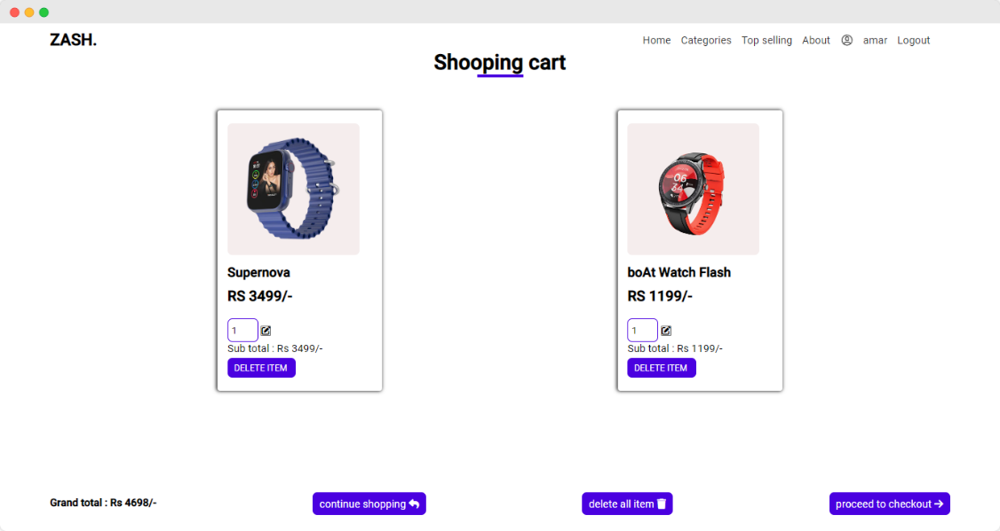 ZASH.
Home Categories Top selling About amar Logout
Shooping cart
06
34
Supernova
RS 3499/-
1
Sub total : Rs 3499/-
DELETE ITEM
boAt Watch Flash
RS 1199/-
1
Sub total : Rs 1199/-
DELETE ITEM
Grand total : Rs 4698/-
continue shopping
delete all item
proceed to checkout